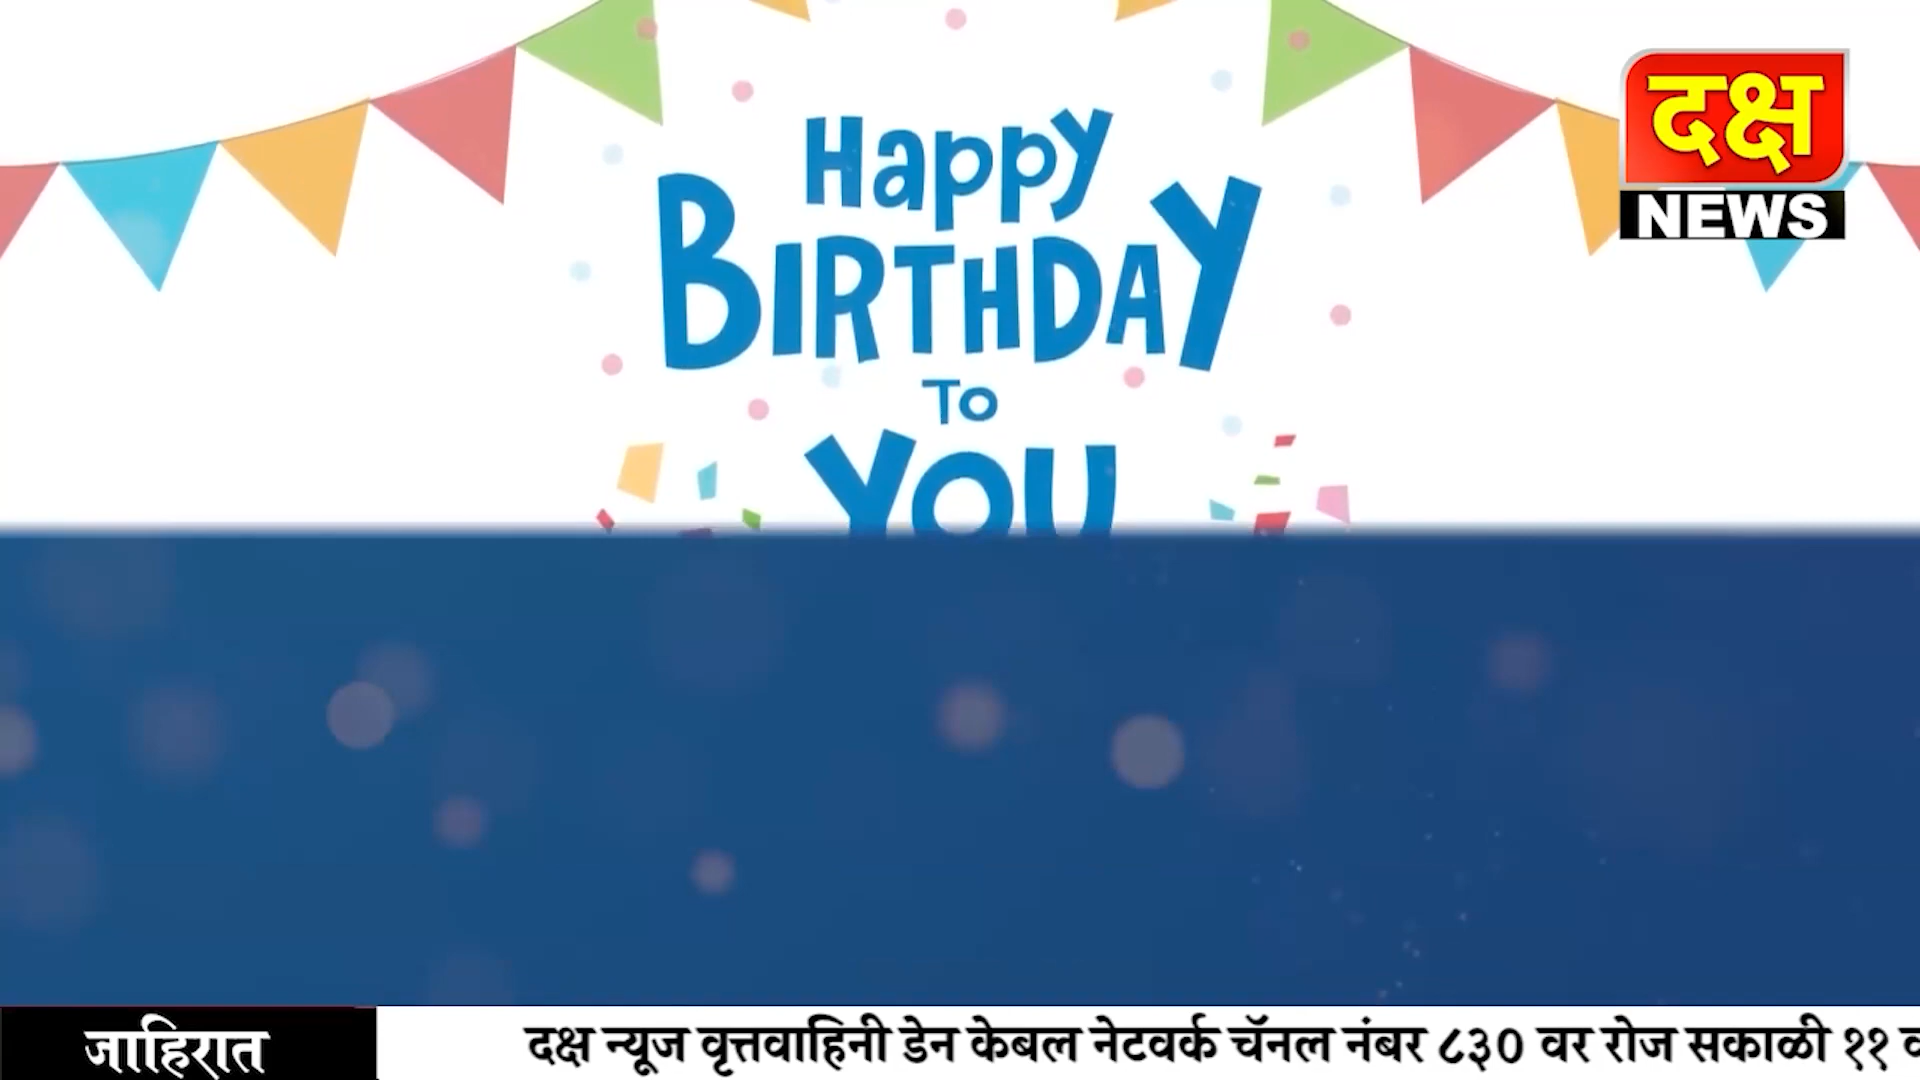 Happy
BIRTHDAY
To
YOU
दक्ष
NEWS
जाहिरात
दक्ष न्यूज वृत्तवाहिनी डेन केबल नेटवर्क चॅनल नंबर ८३० वर रोज सकाळी ११